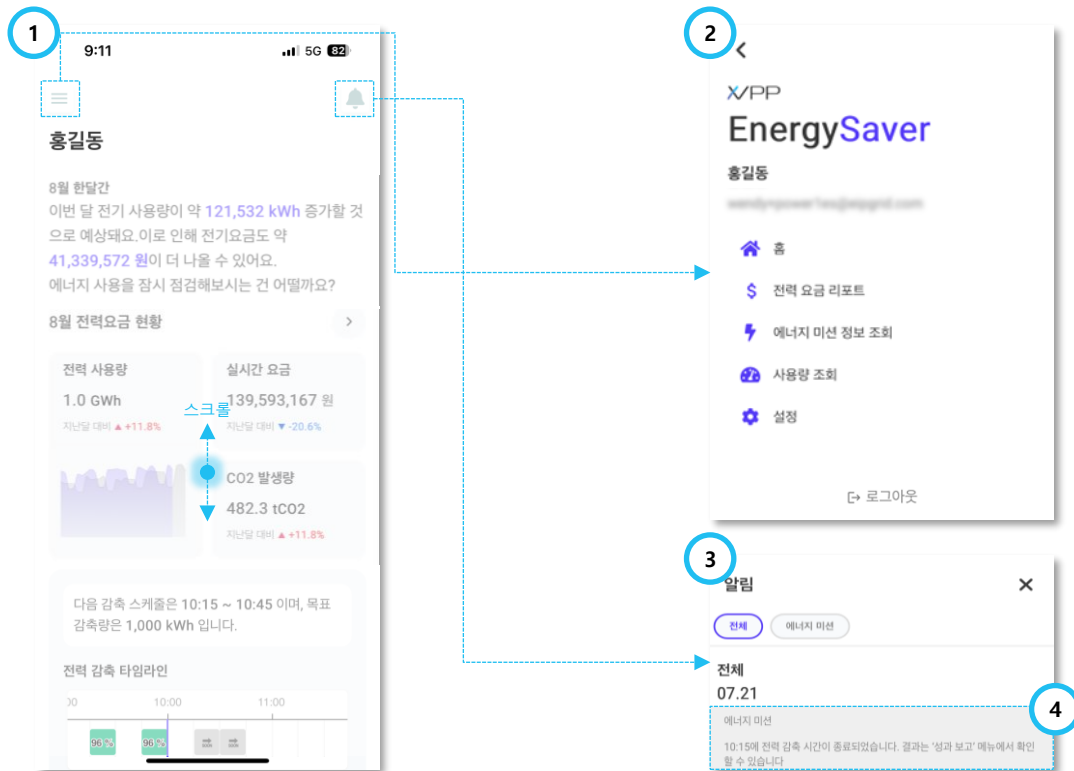 1
9:11
5G 82
홍길동
8월 한달간
이번 달 전기 사용량이 약 121,532 kWh 증가할 것
으로 예상돼요.이로 인해 전기요금도 약
41,339,572 원이 더 나올 수 있어요.
에너지 사용을 잠시 점검해보시는 건 어떨까요?
8월 전력요금 현황
전력 사용량
1.0 GWh
지난달 대비 ▲ +11.8%
실시간 요금
139,593,167 원
지난달 대비 ▼ -20.6%
스크롤
CO2 발생량
482.3 tCO2
지난달 대비 ▲ +11.8%
다음 감축 스케줄은 10:15 ~ 10:45 이며, 목표
감축량은 1,000 kWh 입니다.
전력 감축 타임라인
00 10:00 11:00
96 % 96 %
2
XVPP
EnergySaver
홍길동
홈
전력 요금 리포트
에너지 미션 정보 조회
사용량 조회
설정
로그아웃
3
알림
전체 에너지 미션
전체
07.21
4
에너지 미션
10:15에 전력 감축 시간이 종료되었습니다. 결과는 '성과 보고' 메뉴에서 확인
할 수 있습니다